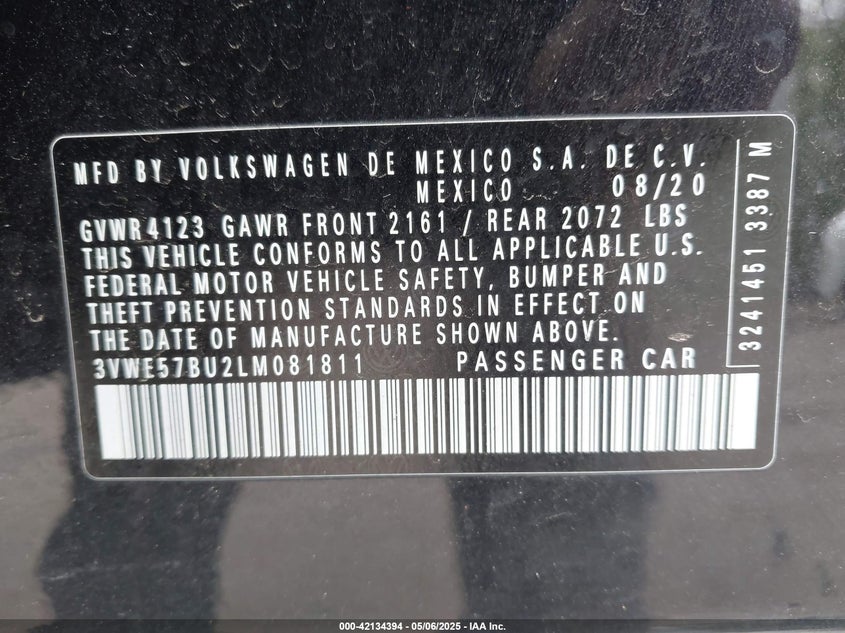 MFD BY VOLKSWAGEN DE MEXICO S.A. DE C.V.
MEXICO 08/20
GVWR4123 GAWR FRONT 2161 / REAR 2072 LBS
THIS VEHICLE CONFORMS TO ALL APPLICABLE U.S.
FEDERAL MOTOR VEHICLE SAFETY, BUMPER AND
THEFT PREVENTION STANDARDS IN EFFECT ON
THE DATE OF MANUFACTURE SHOWN ABOVE.
3VWE57BU2LM081811 PASSENGER CAR
3241451 3387 M
000-42134394 - 05/06/2025 - IAA Inc.